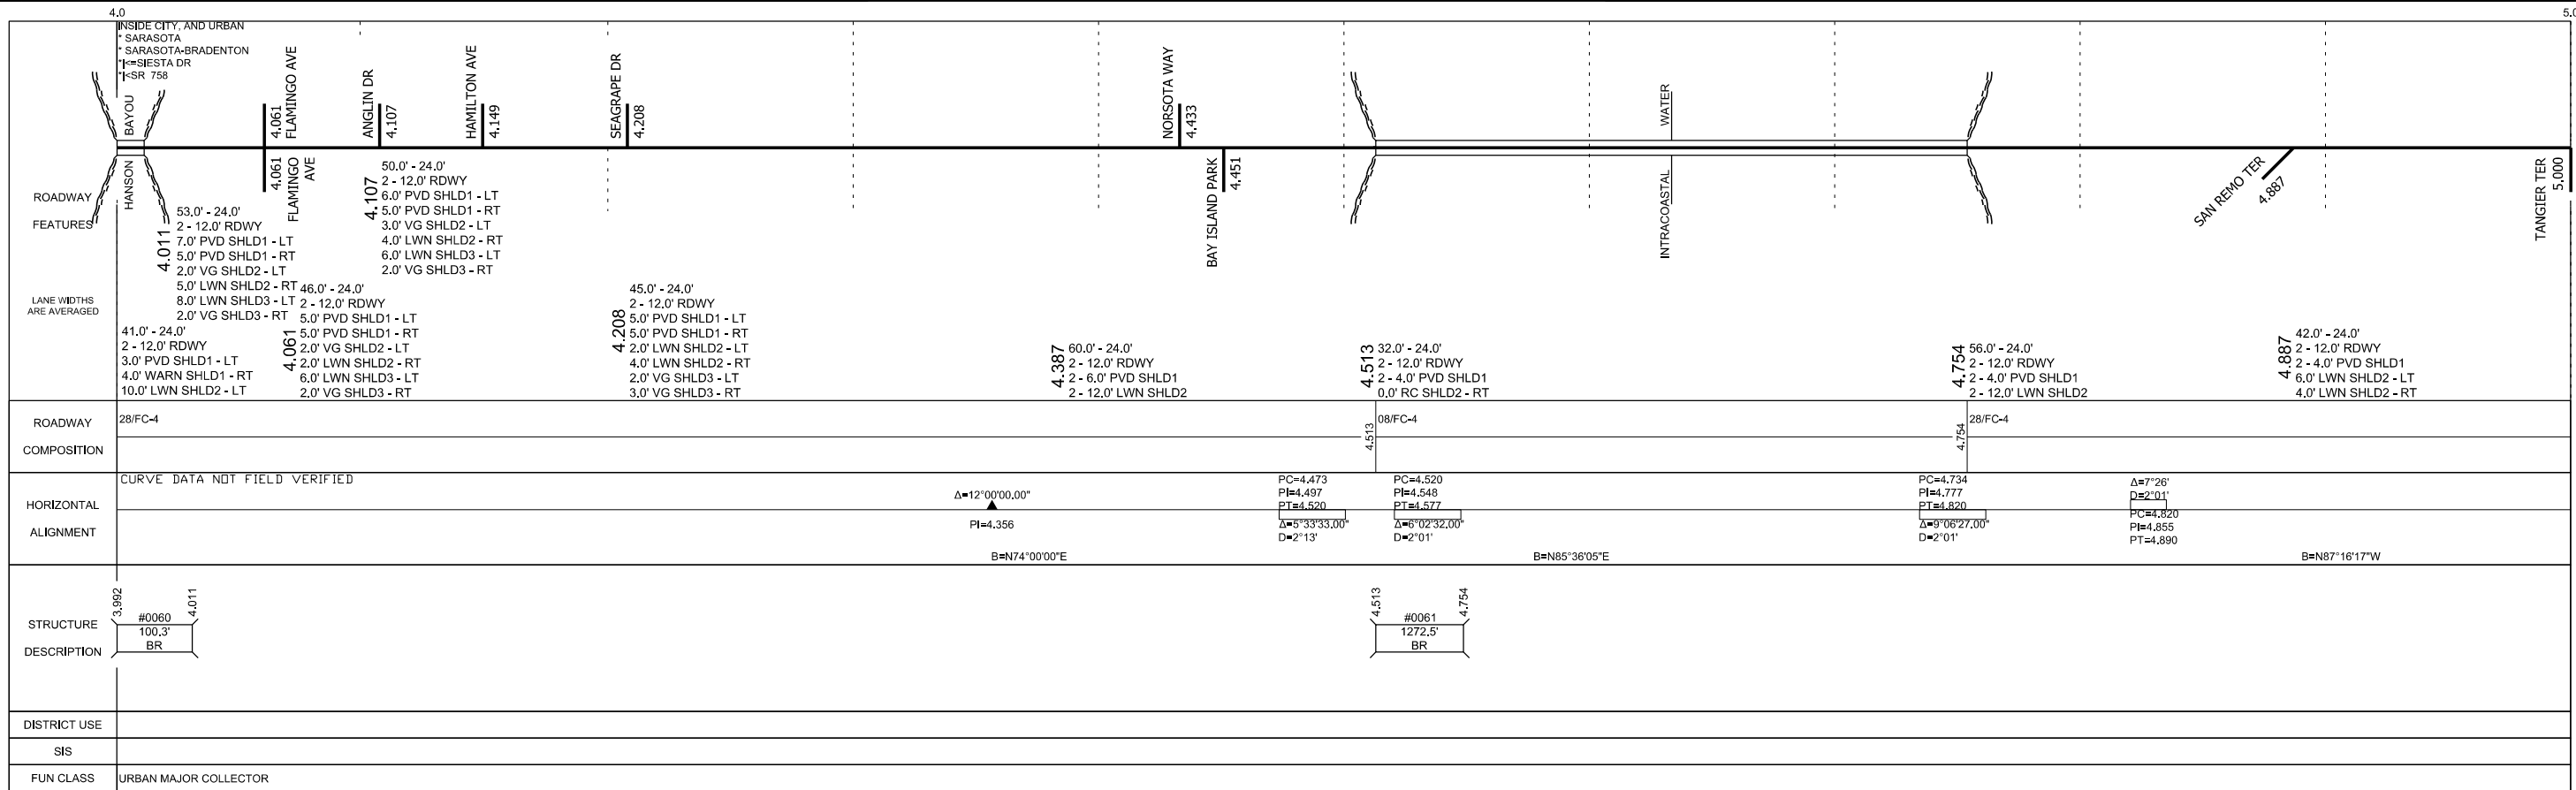 4.0
5.0
INSIDE CITY, AND URBAN
* SARASOTA
* SARASOTA-BRADENTON
*|<=SIESTA DR
*|<SR 758
BAYOU
HANSON
4.061
FLAMINGO AVE
4.061
FLAMINGO
AVE
ANGLIN DR
4.107
HAMILTON AVE
4.149
SEAGRAPE DR
4.208
NORSOTA WAY
4.433
BAY ISLAND PARK
4.451
WATER
INTRACOASTAL
SAN REMO TER
4.887
TANGIER TER
5.000
ROADWAY
FEATURES
LANE WIDTHS
ARE AVERAGED
41.0' - 24.0'
2 - 12.0' RDWY
3.0' PVD SHLD1 - LT
4.0' WARN SHLD1 - RT
10.0' LWN SHLD2 - LT
4.011
53.0' - 24.0'
2 - 12.0' RDWY
7.0' PVD SHLD1 - LT
5.0' PVD SHLD1 - RT
2.0' VG SHLD2 - LT
5.0' LWN SHLD2 - RT
8.0' LWN SHLD3 - LT
2.0' VG SHLD3 - RT
4.061
46.0' - 24.0'
2 - 12.0' RDWY
5.0' PVD SHLD1 - LT
5.0' PVD SHLD1 - RT
2.0' VG SHLD2 - LT
2.0' LWN SHLD2 - RT
6.0' LWN SHLD3 - LT
2.0' VG SHLD3 - RT
4.107
50.0' - 24.0'
2 - 12.0' RDWY
6.0' PVD SHLD1 - LT
5.0' PVD SHLD1 - RT
3.0' VG SHLD2 - LT
4.0' LWN SHLD2 - RT
6.0' LWN SHLD3 - LT
2.0' VG SHLD3 - RT
4.208
45.0' - 24.0'
2 - 12.0' RDWY
5.0' PVD SHLD1 - LT
5.0' PVD SHLD1 - RT
2.0' LWN SHLD2 - LT
4.0' LWN SHLD2 - RT
2.0' VG SHLD3 - LT
3.0' VG SHLD3 - RT
4.387
60.0' - 24.0'
2 - 12.0' RDWY
2 - 6.0' PVD SHLD1
2 - 12.0' LWN SHLD2
4.513
32.0' - 24.0'
2 - 12.0' RDWY
2 - 4.0' PVD SHLD1
0.0' RC SHLD2 - RT
4.754
56.0' - 24.0'
2 - 12.0' RDWY
2 - 4.0' PVD SHLD1
2 - 12.0' LWN SHLD2
4.887
42.0' - 24.0'
2 - 12.0' RDWY
2 - 4.0' PVD SHLD1
6.0' LWN SHLD2 - LT
4.0' LWN SHLD2 - RT
ROADWAY
COMPOSITION
28/FC-4
4.513
08/FC-4
4.754
28/FC-4
HORIZONTAL
ALIGNMENT
CURVE DATA NOT FIELD VERIFIED
Δ=12°00'00.00"
PI=4.356
B=N74°00'00"E
PC=4.473
PI=4.497
PT=4.520
Δ=5°33'33.00"
D=2°13'
PC=4.520
PI=4.548
PT=4.577
Δ=6°02'32.00"
D=2°01'
B=N85°36'05"E
PC=4.734
PI=4.777
PT=4.820
Δ=9°06'27.00"
D=2°01'
Δ=7°26'
D=2°01'
PC=4.820
PI=4.855
PT=4.890
B=N87°16'17"W
STRUCTURE
DESCRIPTION
3.992
4.011
#0060
100.3'
BR
4.513
4.754
#0061
1272.5'
BR
DISTRICT USE
SIS
FUN CLASS
URBAN MAJOR COLLECTOR